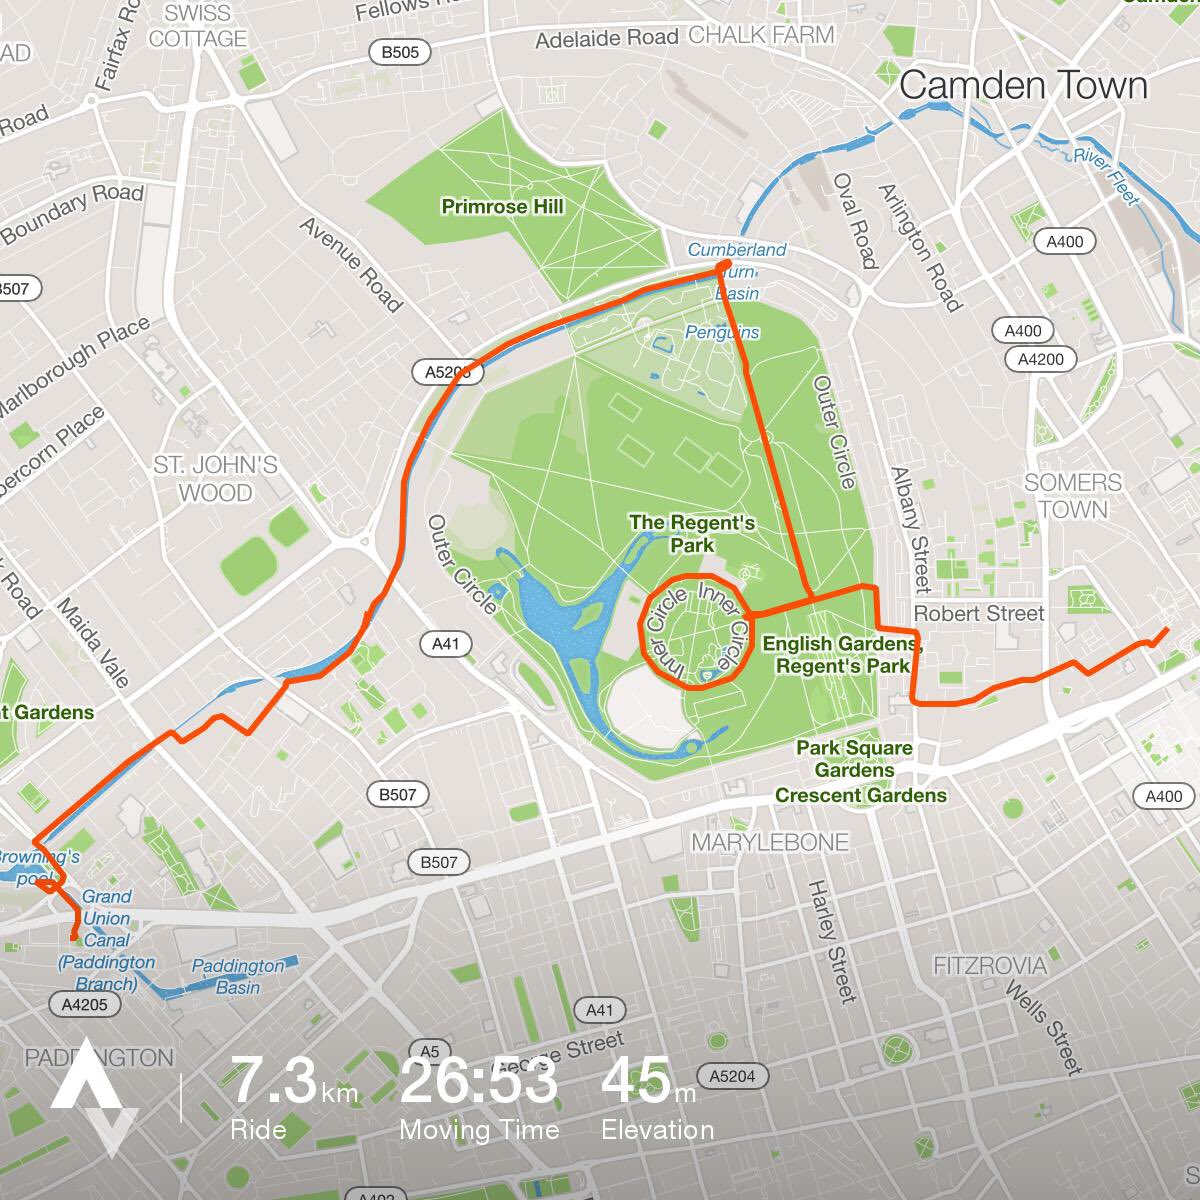 SWISS
COTTAGE
Fellows
Fairfax Ro
B505
Adelaide Road
CHALK FARM
Camden Town
AD
Road
Boundary Road
Primrose Hill
River Fleet
Avenue Road
Oval Road
Arlington Road
A400
Cumberland
Turn
Basin
Penguins
A400
A4200
Marlborough Place
A5205
Outer Circle
ST. JOHN'S
WOOD
Albany Street
SOMERS
TOWN
The Regent's
Park
Outer Circle
Maida Vale
Road
Inner Circle
Inner Circle
Robert Street
A41
English Gardens,
Regent's Park
t Gardens
Park Square
Gardens
Crescent Gardens
B507
A400
MARYLEBONE
B507
Browning's
pool
Grand
Union
Canal
(Paddington
Branch)
Harley Street
Paddington
Basin
FITZROVIA
A4205
A41
Wells Street
PADDINGTON
A5
George Street
A5204
7.3 km
Ride
26:53
Moving Time
45 m
Elevation